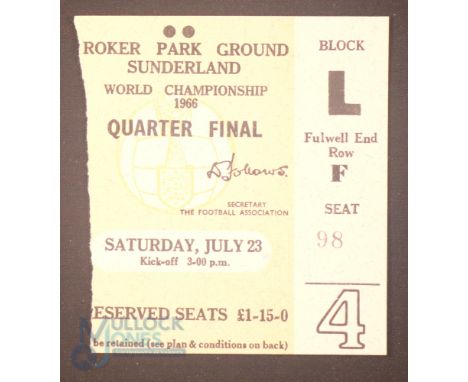 ROKER PARK GROUND
SUNDERLAND
WORLD CHAMPIONSHIP
1966
QUARTER FINAL
SECRETARY
THE FOOTBALL ASSOCIATION
SATURDAY, JULY 23
Kick-off 3-00 p.m.
RESERVED SEATS £1-15-0
be retained (see plan & conditions on back)
BLOCK
L
Fulwell End
Row
F
SEAT
98
4
MULLOCK
JONES